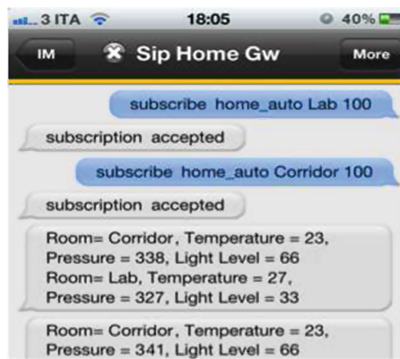 3 ITA 18:05 40%
IM Sip Home Gw More
subscribe home_auto Lab 100
subscription accepted
subscribe home_auto Corridor 100
subscription accepted
Room= Corridor, Temperature = 23,
Pressure = 338, Light Level = 66
Room= Lab, Temperature = 27,
Pressure = 327, Light Level = 33
Room= Corridor, Temperature = 23,
Pressure = 341, Light Level = 66